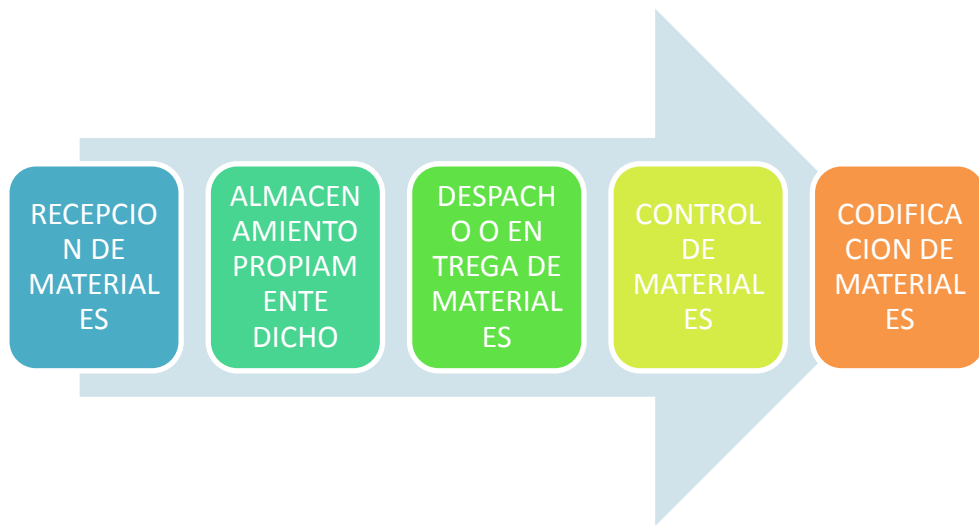 RECEPCIO
N DE
MATERIAL
ES
ALMACEN
AMIENTO
PROPIAM
ENTE
DICHO
DESPACH
O O EN
TREGA DE
MATERIAL
ES
CONTROL
DE
MATERIAL
ES
CODIFICA
CION DE
MATERIAL
ES